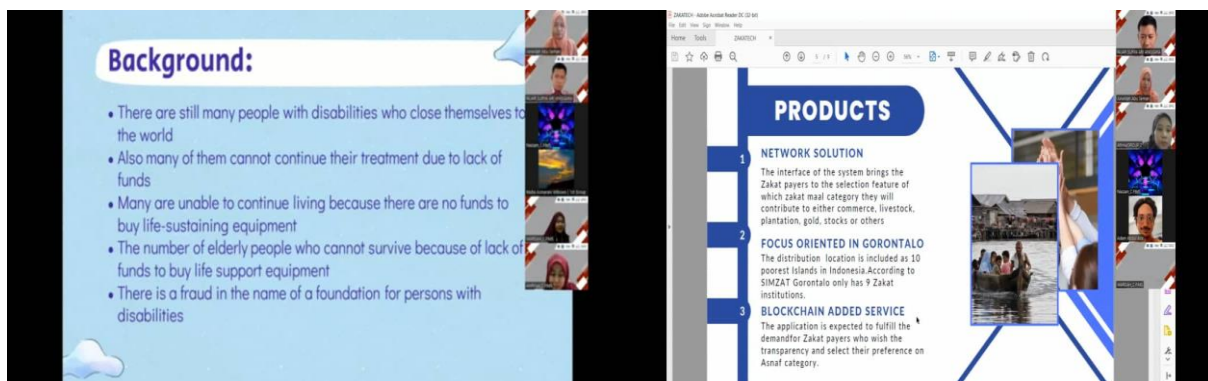 Background:
• There are still many people with disabilities who close themselves to
the world
• Also many of them cannot continue their treatment due to lack of
funds
• Many are unable to continue living because there are no funds to
buy life-sustaining equipment
• The number of elderly people who cannot survive because of lack of
funds to buy life support equipment
• There is a fraud in the name of a foundation for persons with
disabilities
ZAKATECH - Adobe Acrobat Reader DC (32-bit)
File Edit View Sign Window Help
Home Tools ZAKATECH
PRODUCTS
1 NETWORK SOLUTION
The interface of the system brings the
Zakat payers to the selection feature of
which zakat maal category they will
contribute to either commerce, livestock,
plantation, gold, stocks or others
2
FOCUS ORIENTED IN GORONTALO
The distribution location is included as 10
poorest Islands in Indonesia.According to
SIMZAT Gorontalo only has 9 Zakat
institutions.
3 BLOCKCHAIN ADDED SERVICE
The application is expected to fulfill the
demandfor Zakat payers who wish the
transparency and select their preference on
Asnaf category.